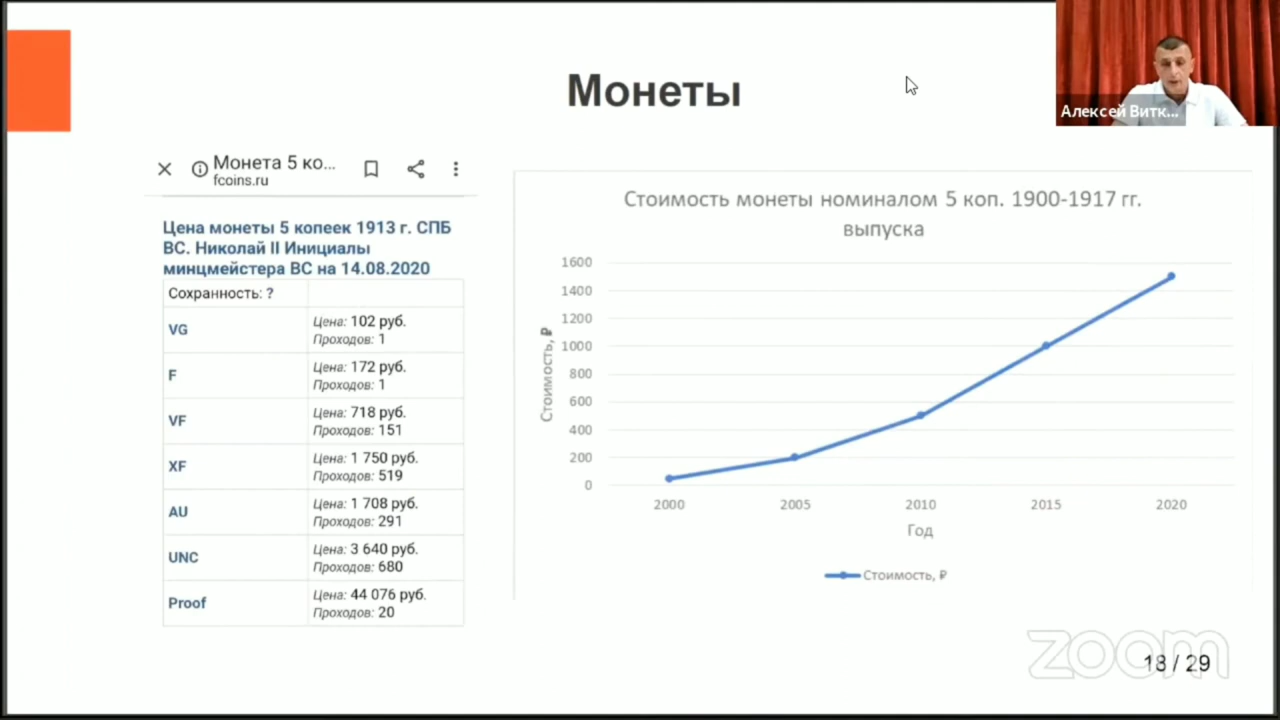 Монеты
Алексей Витк...
Монета 5 ко...
fcoins.ru
Цена монеты 5 копеек 1913 г. СПБ
ВС. Николай II Инициалы
минцмейстера ВС на 14.08.2020
Сохранность: ?
VG
Цена: 102 руб.
Проходов: 1
F
Цена: 172 руб.
Проходов: 1
VF
Цена: 718 руб.
Проходов: 151
XF
Цена: 1 750 руб.
Проходов: 519
AU
Цена: 1 708 руб.
Проходов: 291
UNC
Цена: 3 640 руб.
Проходов: 680
Proof
Цена: 44 076 руб.
Проходов: 20
Стоимость монеты номиналом 5 коп. 1900-1917 гг.
выпуска
Стоимость, ₽
1600
1400
1200
1000
800
600
400
200
0
2000 2005 2010 2015 2020
Год
Стоимость, ₽
zoom
18 / 29